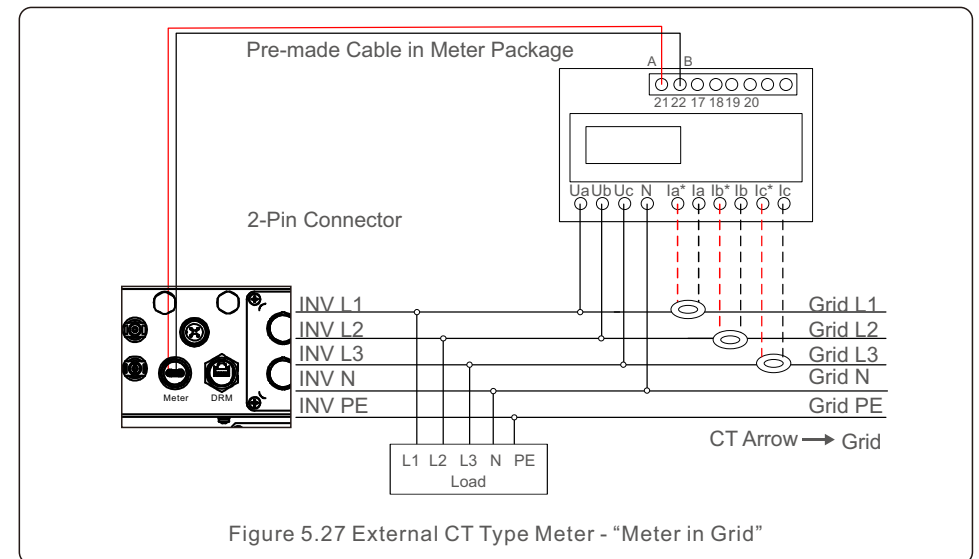 Pre-made Cable in Meter Package
A B
21 22 17 18 19 20
Ua Ub Uc N Ia* Ia Ib* Ib Ic* Ic
2-Pin Connector
INV L1 Grid L1
INV L2 Grid L2
INV L3 Grid L3
INV N Grid N
INV PE Grid PE
Meter DRM
CT Arrow → Grid
L1 L2 L3 N PE
Load
Figure 5.27 External CT Type Meter - “Meter in Grid”